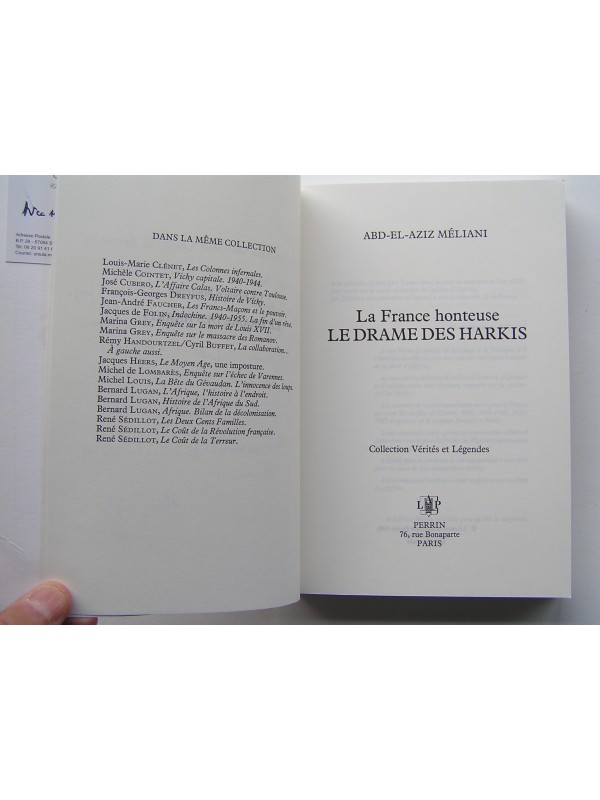 Adresse Postale
DANS LA MÊME COLLECTION
Louis-Marie CLÉNET, Les Colonnes infernales.
Michèle COINTET, Vichy capitale. 1940-1944.
José CUBERO, L'Affaire Calas. Voltaire contre Toulouse.
François-Georges DREYFUS, Histoire de Vichy.
Jean-André FAUCHER, Les Francs-Maçons et le pouvoir.
Jacques de FOLIN, Indochine. 1940-1955. La fin d'un rêve.
Marina GREY, Enquête sur la mort de Louis XVII.
Marina GREY, Enquête sur le massacre des Romanov.
Rémy HANDOURTZEL/Cyril BUFFET, La collaboration...
À gauche aussi.
Jacques HEERS, Le Moyen Age, une imposture.
Michel de LOMBARÈS, Enquête sur l'échec de Varennes.
Michel LOUIS, La Bête du Gévaudan. L'innocence des loups.
Bernard LUGAN, L'Afrique, l'histoire à l'endroit.
Bernard LUGAN, Histoire de l'Afrique du Sud.
Bernard LUGAN, Afrique. Bilan de la décolonisation.
René SÉDILLOT, Les Deux Cents Familles.
René SÉDILLOT, Le Coût de la Révolution française.
René SÉDILLOT, Le Coût de la Terreur.
ABD-EL-AZIZ MÉLIANI
La France honteuse
LE DRAME DES HARKIS
Collection Vérités et Légendes
LAP
PERRIN
76, rue Bonaparte
PARIS